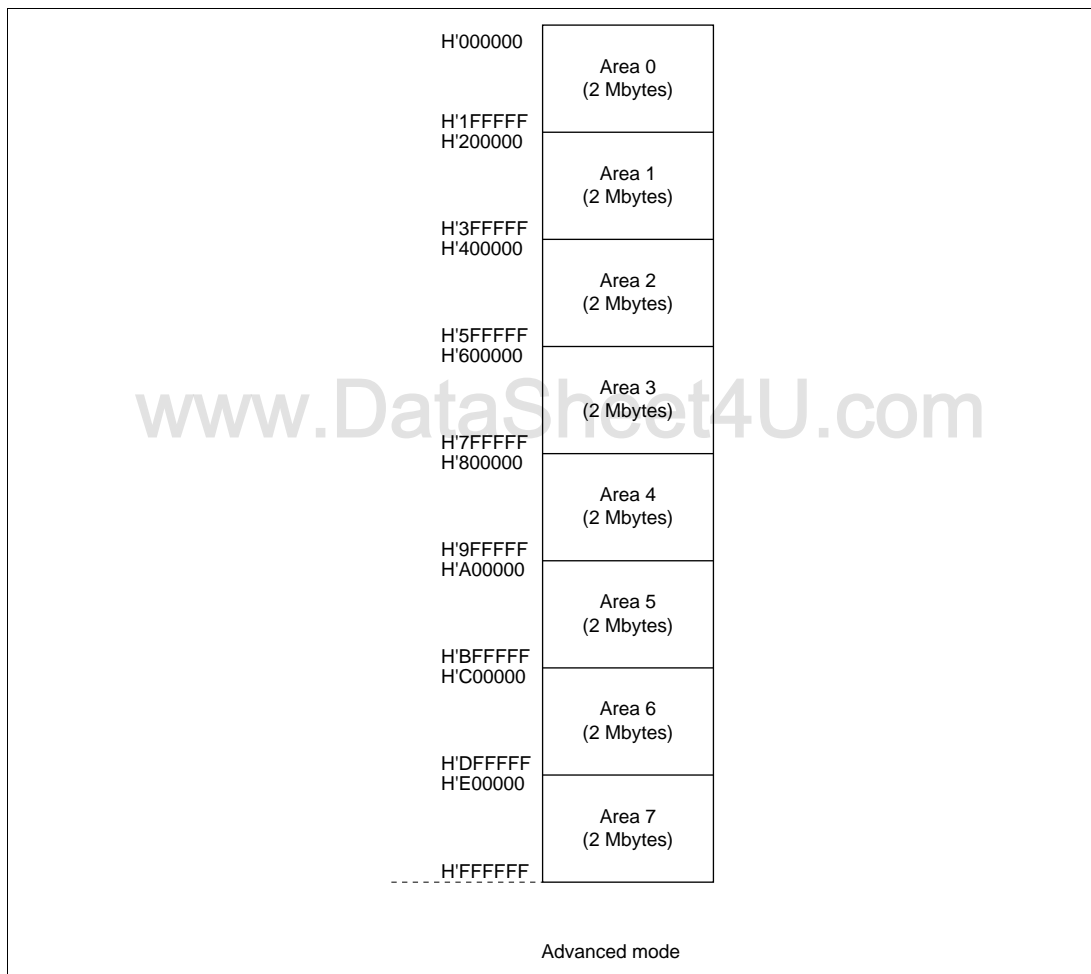 H'000000
Area 0
(2 Mbytes)
H'1FFFFF
H'200000
Area 1
(2 Mbytes)
H'3FFFFF
H'400000
Area 2
(2 Mbytes)
H'5FFFFF
H'600000
Area 3
(2 Mbytes)
www.DataSheet4U.com
H'7FFFFF
H'800000
Area 4
(2 Mbytes)
H'9FFFFF
H'A00000
Area 5
(2 Mbytes)
H'BFFFFF
H'C00000
Area 6
(2 Mbytes)
H'DFFFFF
H'E00000
Area 7
(2 Mbytes)
H'FFFFFF
Advanced mode